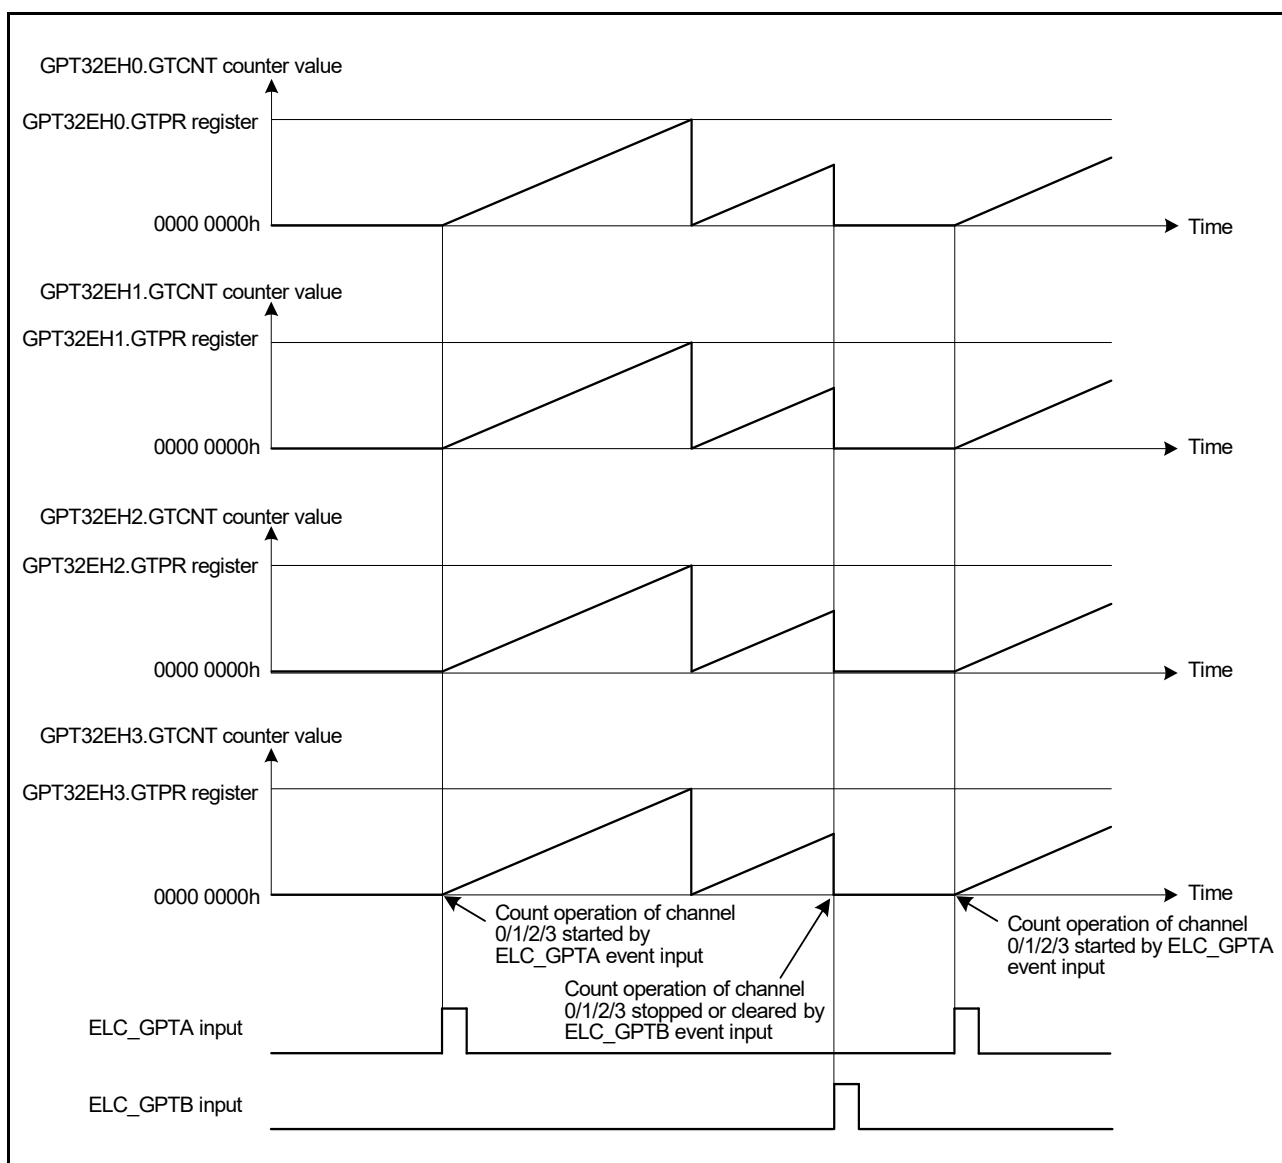 GPT32EH0.GTCNT counter value
GPT32EH0.GTPR register
0000 0000h
Time
GPT32EH1.GTCNT counter value
GPT32EH1.GTPR register
0000 0000h
Time
GPT32EH2.GTCNT counter value
GPT32EH2.GTPR register
0000 0000h
Time
GPT32EH3.GTCNT counter value
GPT32EH3.GTPR register
0000 0000h
Time
Count operation of channel
0/1/2/3 started by
ELC_GPTA event input
Count operation of channel
0/1/2/3 stopped or cleared by
ELC_GPTB event input
Count operation of channel
0/1/2/3 started by ELC_GPTA
event input
ELC_GPTA input
ELC_GPTB input